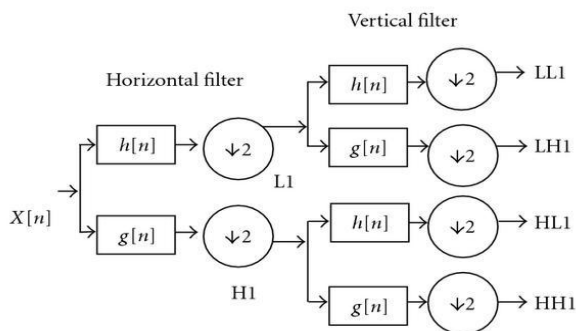 Vertical filter
Horizontal filter
h[n]
↓2
LL1
h[n]
↓2
g[n]
↓2
LH1
L1
X[n]
g[n]
↓2
h[n]
↓2
HL1
H1
g[n]
↓2
HH1